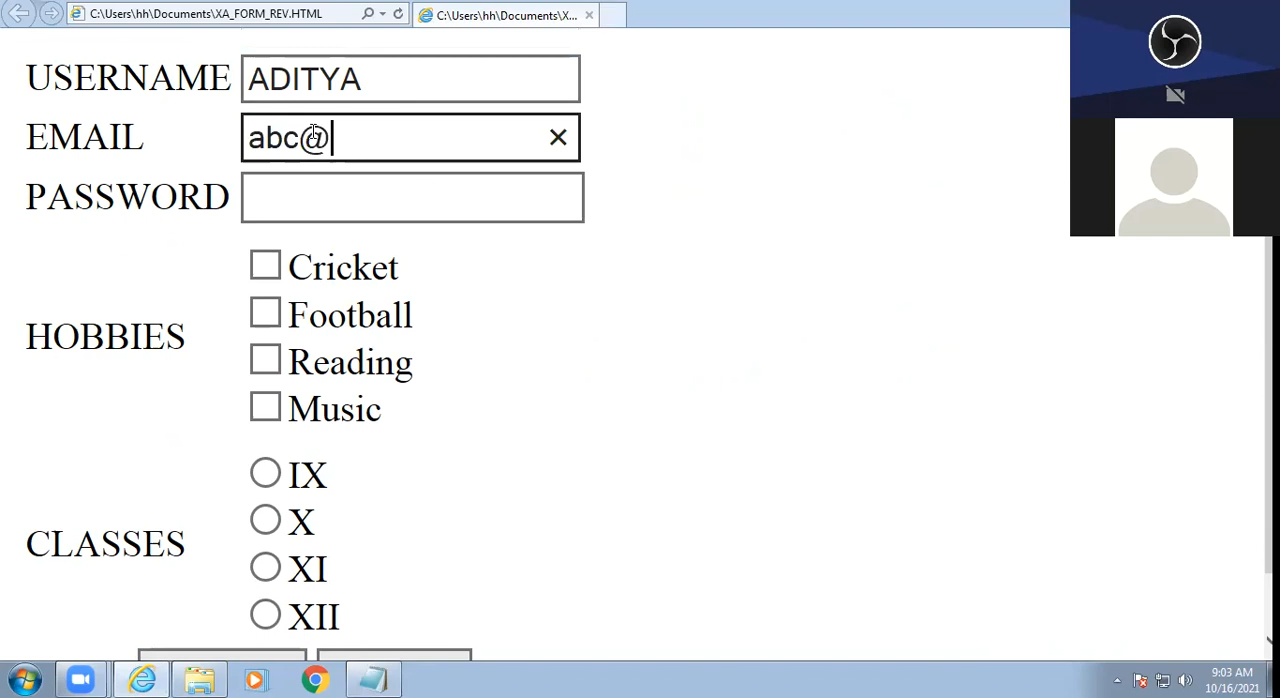 C:\Users\hh\Documents\XA_FORM_REV.HTML
C:\Users\hh\Documents\X...
USERNAME ADITYA
EMAIL abc@
PASSWORD
HOBBIES
Cricket
Football
Reading
Music
CLASSES
IX
X
XI
XII
9:03 AM
10/16/2021